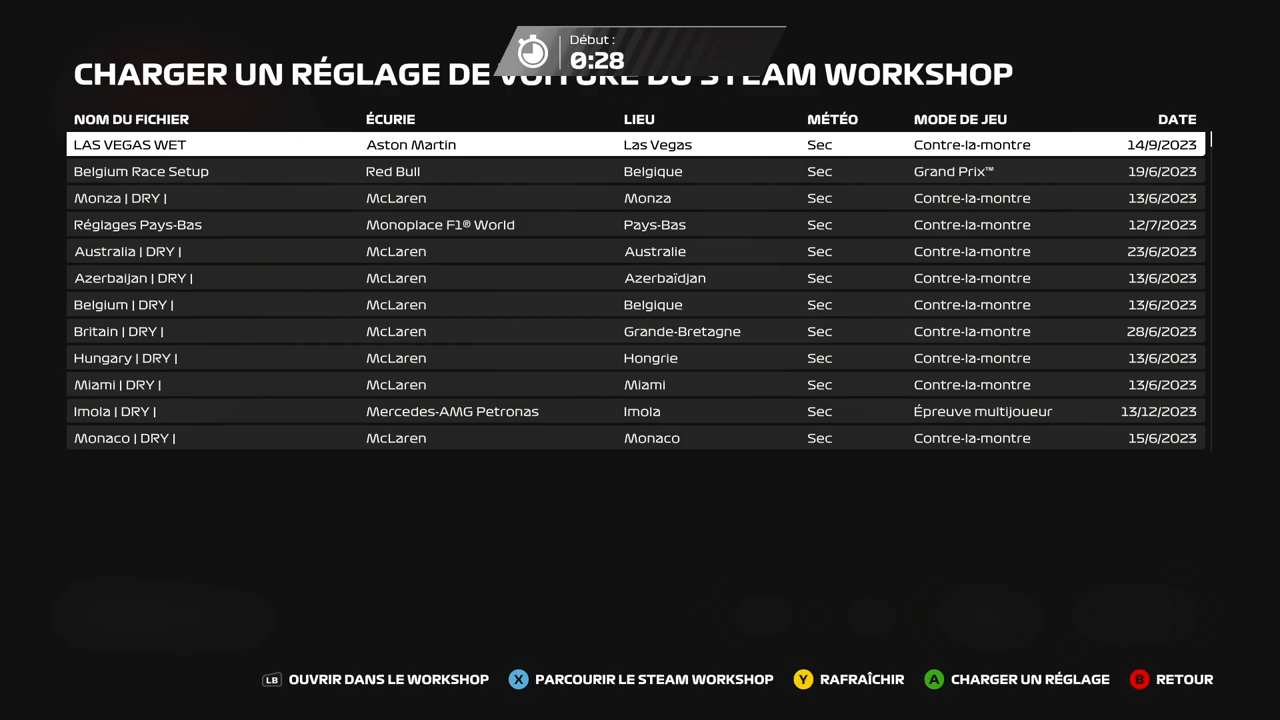 Début :
0:28
CHARGER UN RÉGLAGE DE VOITURE DU STEAM WORKSHOP
NOM DU FICHIER ÉCURIE LIEU MÉTÉO MODE DE JEU DATE
LAS VEGAS WET Aston Martin Las Vegas Sec Contre-la-montre 14/9/2023
Belgium Race Setup Red Bull Belgique Sec Grand Prix™ 19/6/2023
Monza | DRY | McLaren Monza Sec Contre-la-montre 13/6/2023
Réglages Pays-Bas Monoplace F1® World Pays-Bas Sec Contre-la-montre 12/7/2023
Australia | DRY | McLaren Australie Sec Contre-la-montre 23/6/2023
Azerbaijan | DRY | McLaren Azerbaïdjan Sec Contre-la-montre 13/6/2023
Belgium | DRY | McLaren Belgique Sec Contre-la-montre 13/6/2023
Britain | DRY | McLaren Grande-Bretagne Sec Contre-la-montre 28/6/2023
Hungary | DRY | McLaren Hongrie Sec Contre-la-montre 13/6/2023
Miami | DRY | McLaren Miami Sec Contre-la-montre 13/6/2023
Imola | DRY | Mercedes-AMG Petronas Imola Sec Épreuve multijoueur 13/12/2023
Monaco | DRY | McLaren Monaco Sec Contre-la-montre 15/6/2023
LB OUVRIR DANS LE WORKSHOP X PARCOURIR LE STEAM WORKSHOP Y RAFRAÎCHIR A CHARGER UN RÉGLAGE B RETOUR